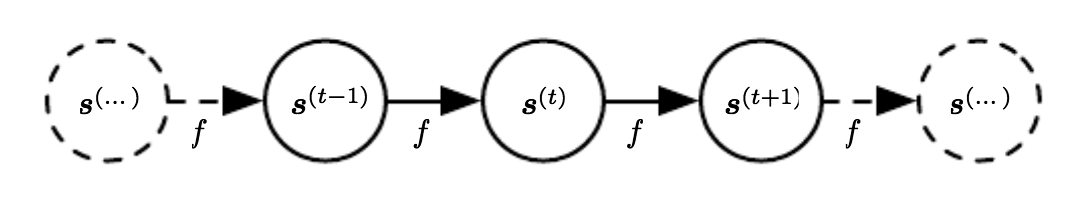 s^(...) s^(t−1) s^(t) s^(t+1) s^(...)
f f f f